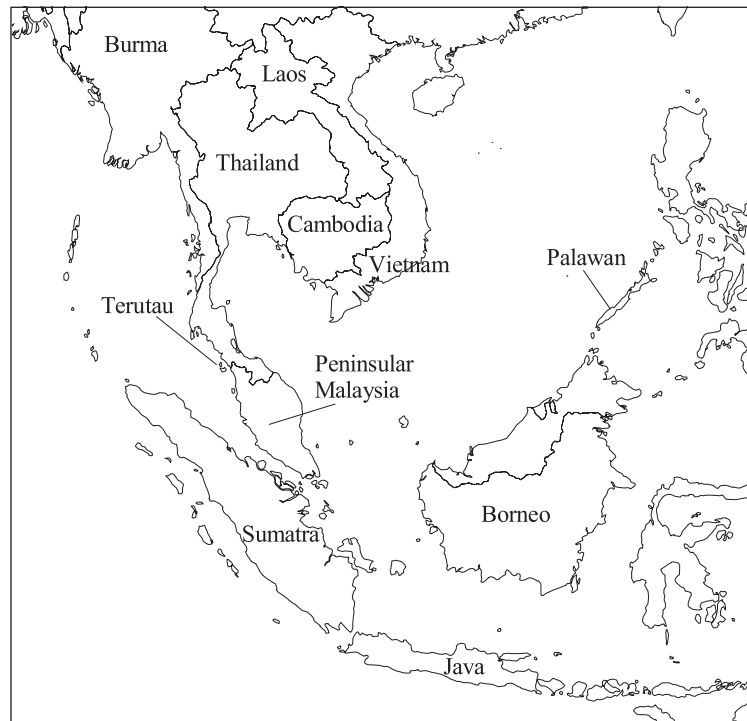 Burma
Laos
Thailand
Cambodia
Vietnam
Palawan
Terutau
Peninsular
Malaysia
Borneo
Sumatra
Java